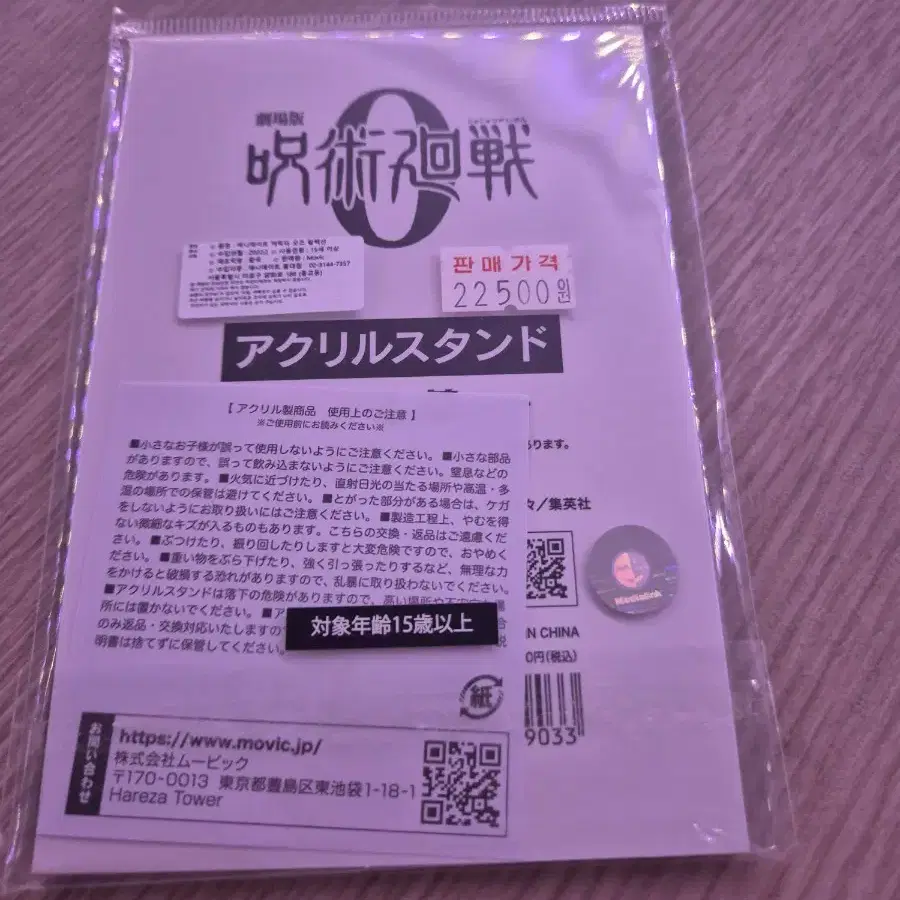 劇場版
呪術廻戦
0
판매가격
22500원
アクリルスタンド
【 アクリル製商品 使用上のご注意 】
※ご使用前にお読みください※
■小さなお子様が誤って使用しないようにご注意ください。 ■小さな部品
がありますので、誤って飲み込まないようにご注意ください。窒息などの
危険があります。 ■火気に近づけたり、直射日光の当たる場所や高温・多
湿の場所での保管は避けてください。 ■とがった部分がある場合は、ケガ
をしないようにお取り扱いにはご注意ください。 ■製造工程上、やむを得
ない微細なキズが入るものもあります。こちらの交換・返品はご遠慮くだ
さい。 ■ぶつけたり、振り回したりしますと大変危険ですので、おやめく
ださい。 ■重い物をぶら下げたり、強く引っ張ったりするなど、無理な力
をかけると破損する恐れがありますので、乱暴に取り扱わないでください。
■アクリルスタンドは落下の危険がありますので、高い場所や
所には置かないでください。 ■ア
のみ返品・交換対応いたしますの
明書は捨てずに保管してください。
対象年齢15歳以上
あります。
々／集英社
Medialink
IN CHINA
0円(税込)
9033
紙
お問い合わせ
https://www.movic.jp/
株式会社ムービック
〒170-0013 東京都豊島区東池袋1-18-1
Hareza Tower